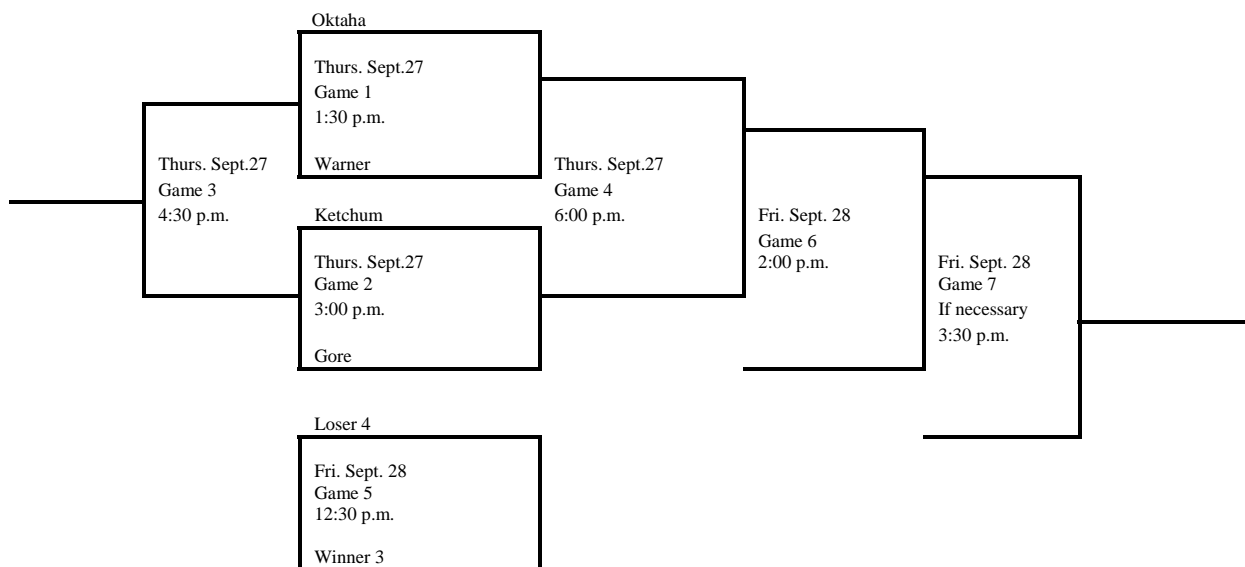 Oktaha
Thurs. Sept.27
Game 1
1:30 p.m.
Warner
Thurs. Sept.27
Game 3
4:30 p.m.
Thurs. Sept.27
Game 4
6:00 p.m.
Ketchum
Thurs. Sept.27
Game 2
3:00 p.m.
Gore
Fri. Sept. 28
Game 6
2:00 p.m.
Fri. Sept. 28
Game 7
If necessary
3:30 p.m.
Loser 4
Fri. Sept. 28
Game 5
12:30 p.m.
Winner 3